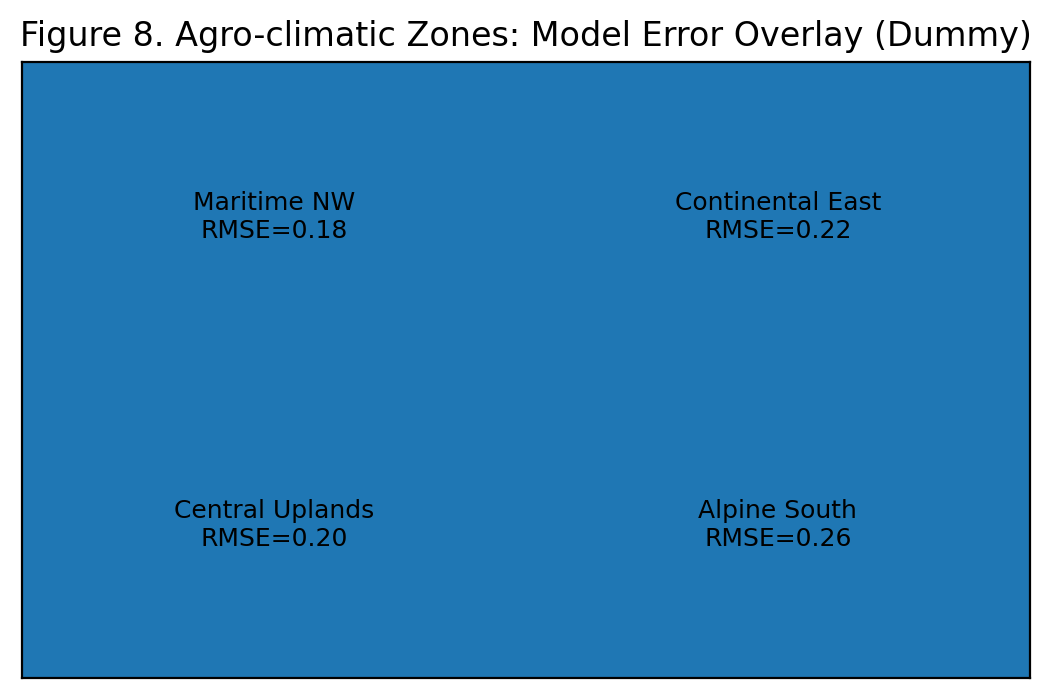 Figure 8. Agro-climatic Zones: Model Error Overlay (Dummy)
Maritime NW
RMSE=0.18
Continental East
RMSE=0.22
Central Uplands
RMSE=0.20
Alpine South
RMSE=0.26